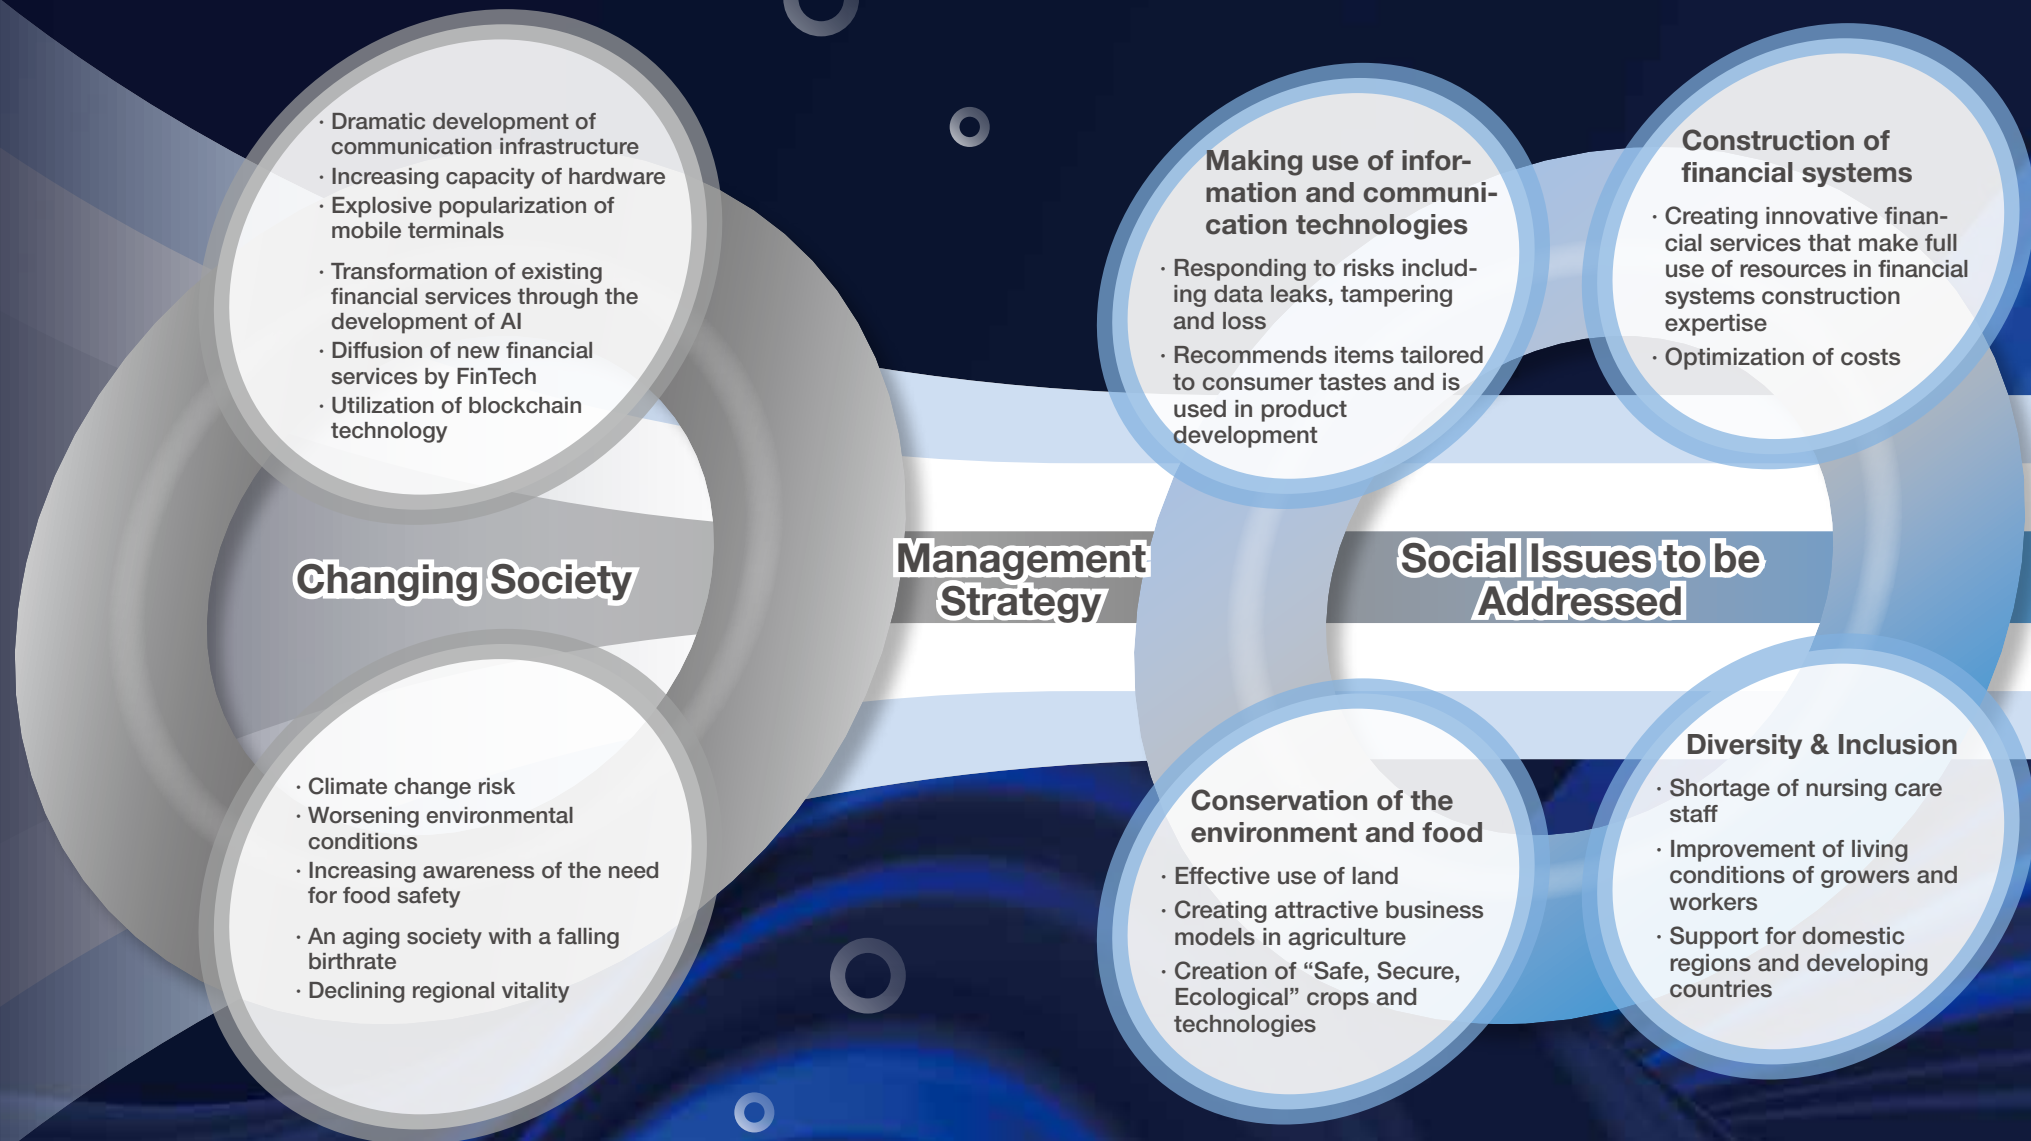 · Dramatic development of
communication infrastructure
· Increasing capacity of hardware
· Explosive popularization of
mobile terminals
· Transformation of existing
financial services through the
development of AI
· Diffusion of new financial
services by FinTech
· Utilization of blockchain
technology
Changing Society
· Climate change risk
· Worsening environmental
conditions
· Increasing awareness of the need
for food safety
· An aging society with a falling
birthrate
· Declining regional vitality
Management
Strategy
Making use of infor-
mation and communi-
cation technologies
· Responding to risks includ-
ing data leaks, tampering
and loss
· Recommends items tailored
to consumer tastes and is
used in product
development
Construction of
financial systems
· Creating innovative finan-
cial services that make full
use of resources in financial
systems construction
expertise
· Optimization of costs
Social Issues to be
Addressed
Conservation of the
environment and food
· Effective use of land
· Creating attractive business
models in agriculture
· Creation of “Safe, Secure,
Ecological” crops and
technologies
Diversity & Inclusion
· Shortage of nursing care
staff
· Improvement of living
conditions of growers and
workers
· Support for domestic
regions and developing
countries